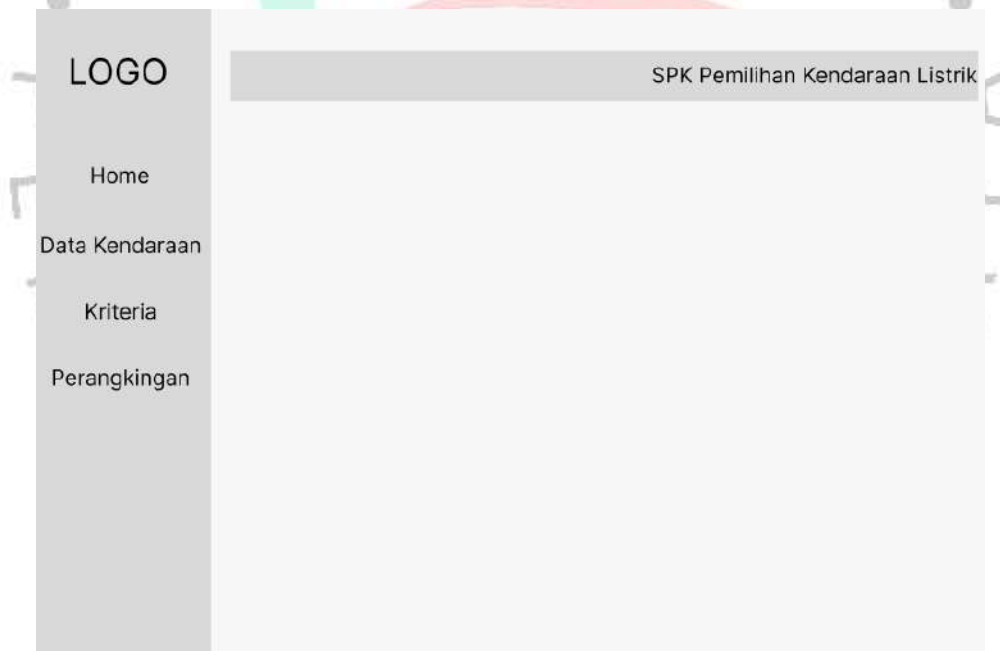 LOGO
SPK Pemilihan Kendaraan Listrik
Home
Data Kendaraan
Kriteria
Perangkingan